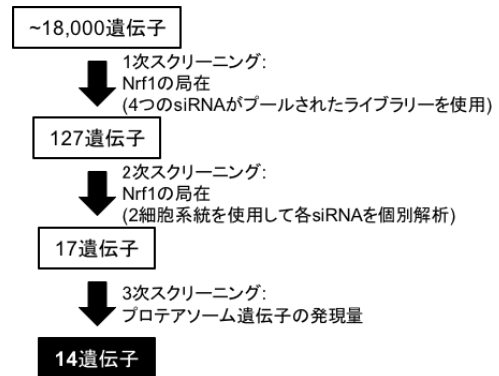 ~18,000遺伝子
1次スクリーニング:
Nrf1の局在
(4つのsiRNAがプールされたライブラリーを使用)
127遺伝子
2次スクリーニング:
Nrf1の局在
(2細胞系統を使用して各siRNAを個別解析)
17遺伝子
3次スクリーニング:
プロテアソーム遺伝子の発現量
14遺伝子